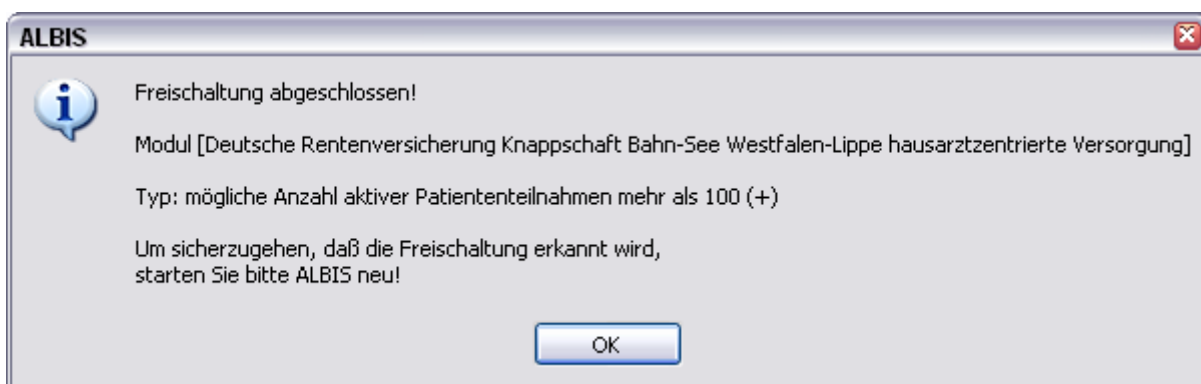 ALBIS
Freischaltung abgeschlossen!
Modul [Deutsche Rentenversicherung Knappschaft Bahn-See Westfalen-Lippe hausarztzentrierte Versorgung]
Typ: mögliche Anzahl aktiver Patiententeilnahmen mehr als 100 (+)
Um sicherzugehen, daß die Freischaltung erkannt wird,
starten Sie bitte ALBIS neu!
OK